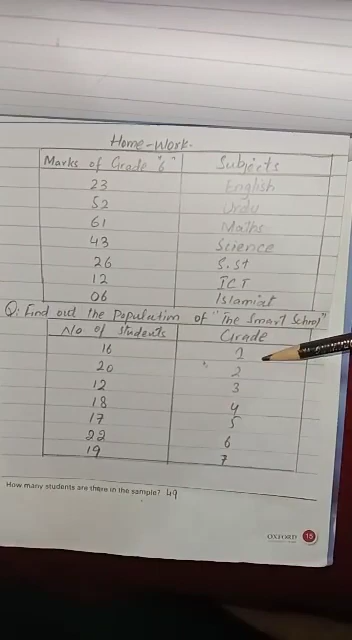 Home-Work.
Marks of Grade "6" Subjects
23 English
52 Urdu
61 Maths
43 Science
26 S.st
12 ICT
06 Islamiat
Q: Find out the Population of "The Smart School"
No of students Grade
16 1
20 2
12 3
18 4
17 5
22 6
19 7
How many students are there in the sample? 49
OXFORD 15